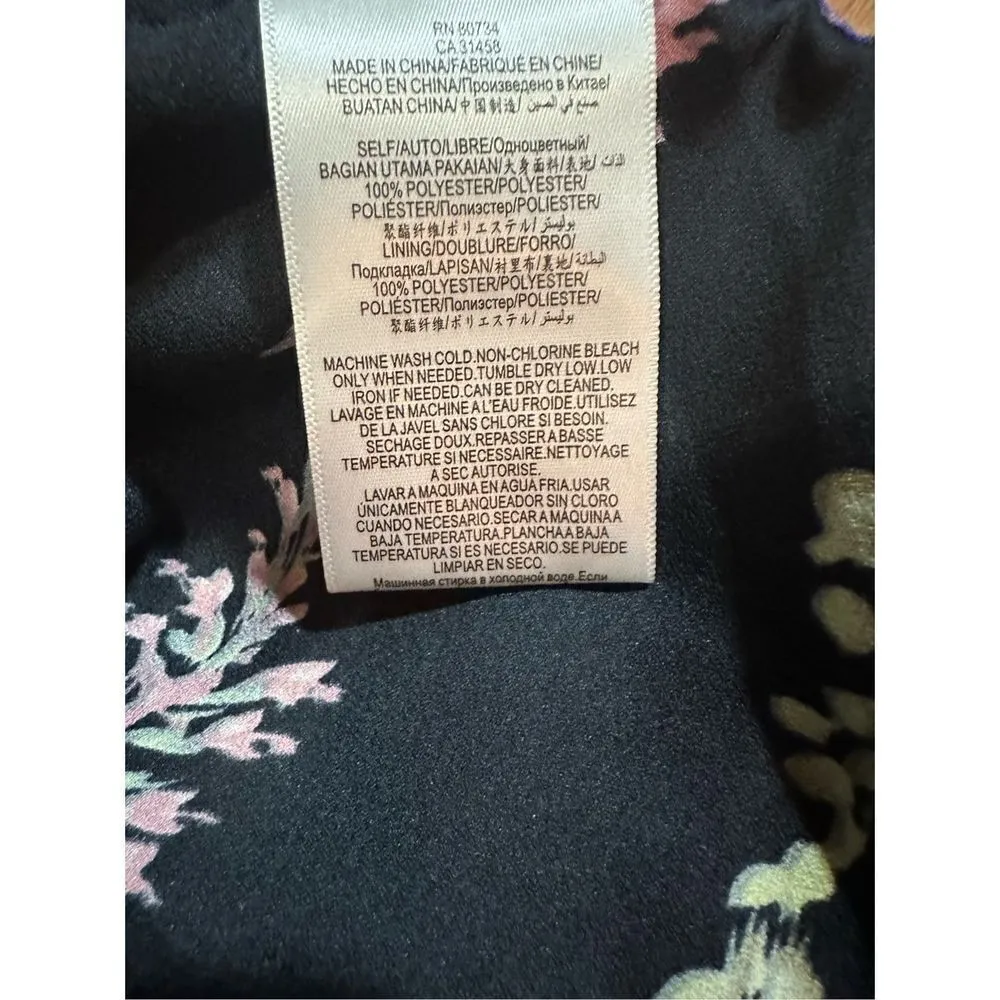 RN 80734
CA 31458
MADE IN CHINA/FABRIQUÉ EN CHINE/
HECHO EN CHINA/Произведено в Китае/
BUATAN CHINA/中国制造/ صنع في الصين
SELF/AUTO/LIBRE/Одноцветный/
BAGIAN UTAMA PAKAIAN/大身面料/表地/ الذات
100% POLYESTER/POLYESTER/
POLIÉSTER/Полиэстер/POLIESTER/
聚酯纤维/ポリエステル/ بوليستر
LINING/DOUBLURE/FORRO/
Подкладка/LAPISAN/衬里布/裏地/ البطانة
100% POLYESTER/POLYESTER/
POLIÉSTER/Полиэстер/POLIESTER/
聚酯纤维/ポリエステル/ بوليستر
MACHINE WASH COLD.NON-CHLORINE BLEACH
ONLY WHEN NEEDED.TUMBLE DRY LOW.LOW
IRON IF NEEDED.CAN BE DRY CLEANED.
LAVAGE EN MACHINE A L'EAU FROIDE.UTILISEZ
DE LA JAVEL SANS CHLORE SI BESOIN.
SECHAGE DOUX.REPASSER A BASSE
TEMPERATURE SI NECESSAIRE.NETTOYAGE
A SEC AUTORISE.
LAVAR A MAQUINA EN AGUA FRIA.USAR
ÚNICAMENTE BLANQUEADOR SIN CLORO
CUANDO NECESARIO.SECAR A MÁQUINA A
BAJA TEMPERATURA.PLANCHA A BAJA
TEMPERATURA SI ES NECESARIO.SE PUEDE
LIMPIAR EN SECO.
Машинная стирка в холодной воде.Если